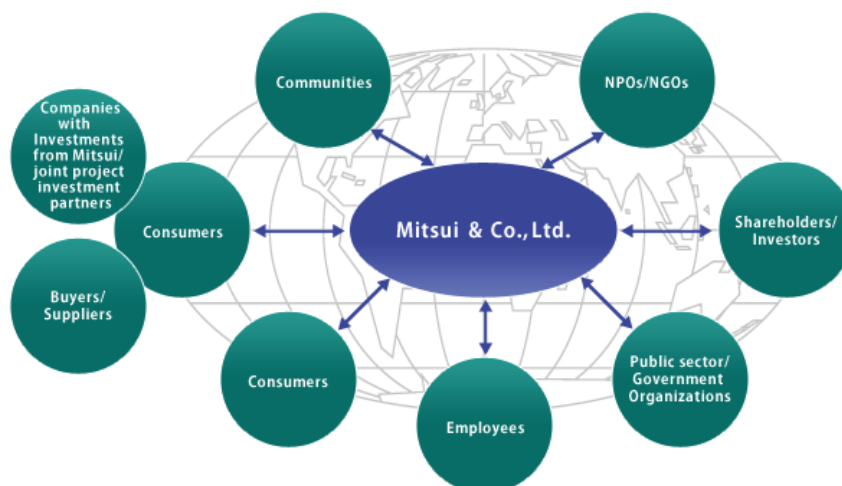 Communities
NPOs/NGOs
Companies
with
Investments
from Mitsui/
joint project
investment
partners
Consumers
Mitsui & Co.,Ltd.
Shareholders/
Investors
Buyers/
Suppliers
Consumers
Public sector/
Government
Organizations
Employees